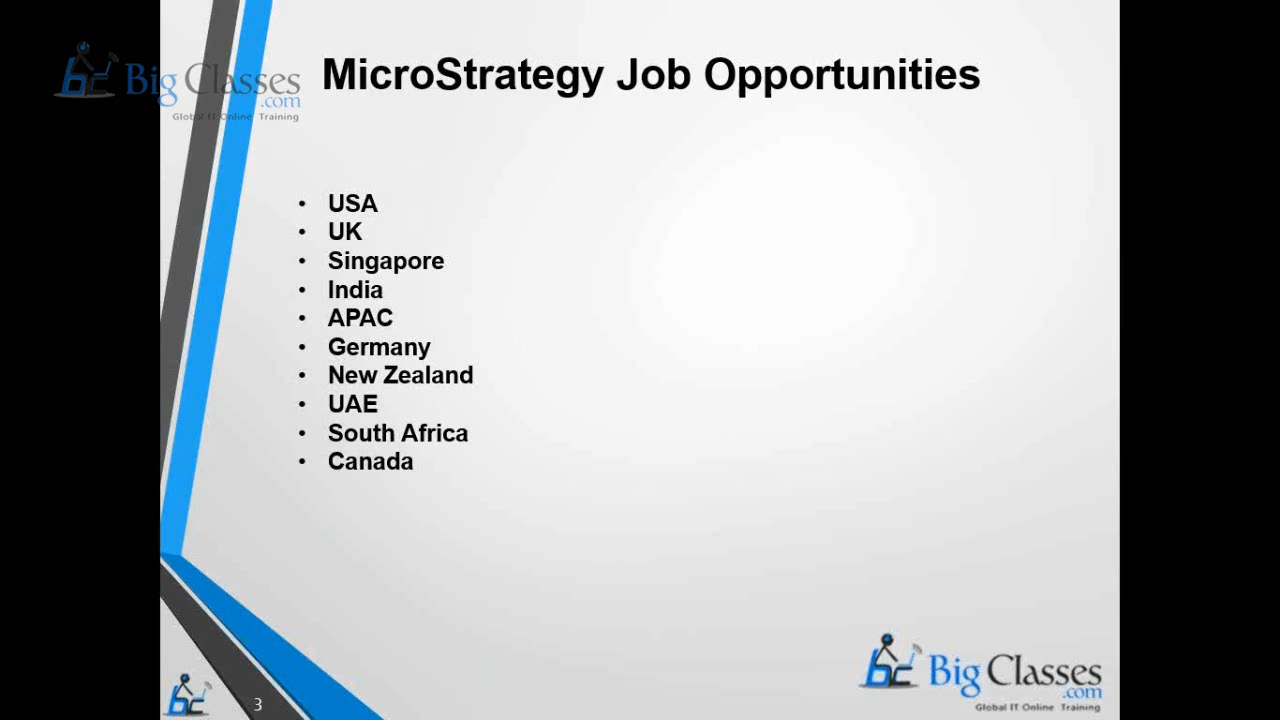 Big Classes
.com
Global IT Online Training
MicroStrategy Job Opportunities
• USA
• UK
• Singapore
• India
• APAC
• Germany
• New Zealand
• UAE
• South Africa
• Canada
3
Big Classes
.com
Global IT Online Training